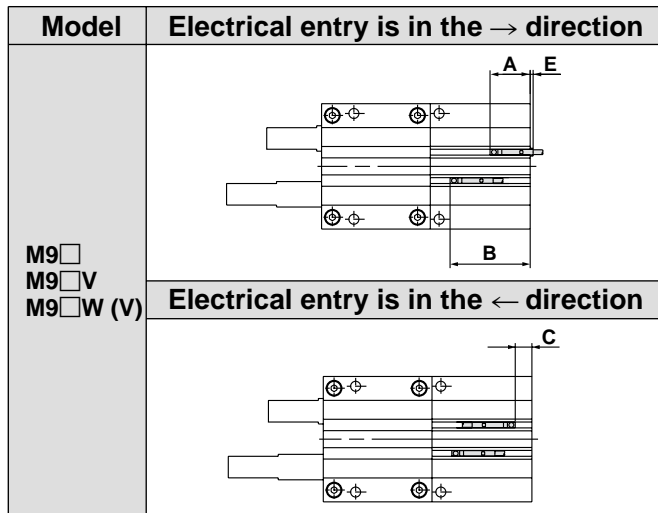 Model
Electrical entry is in the → direction
A
E
B
M9□
M9□V
M9□W (V)
Electrical entry is in the ← direction
C